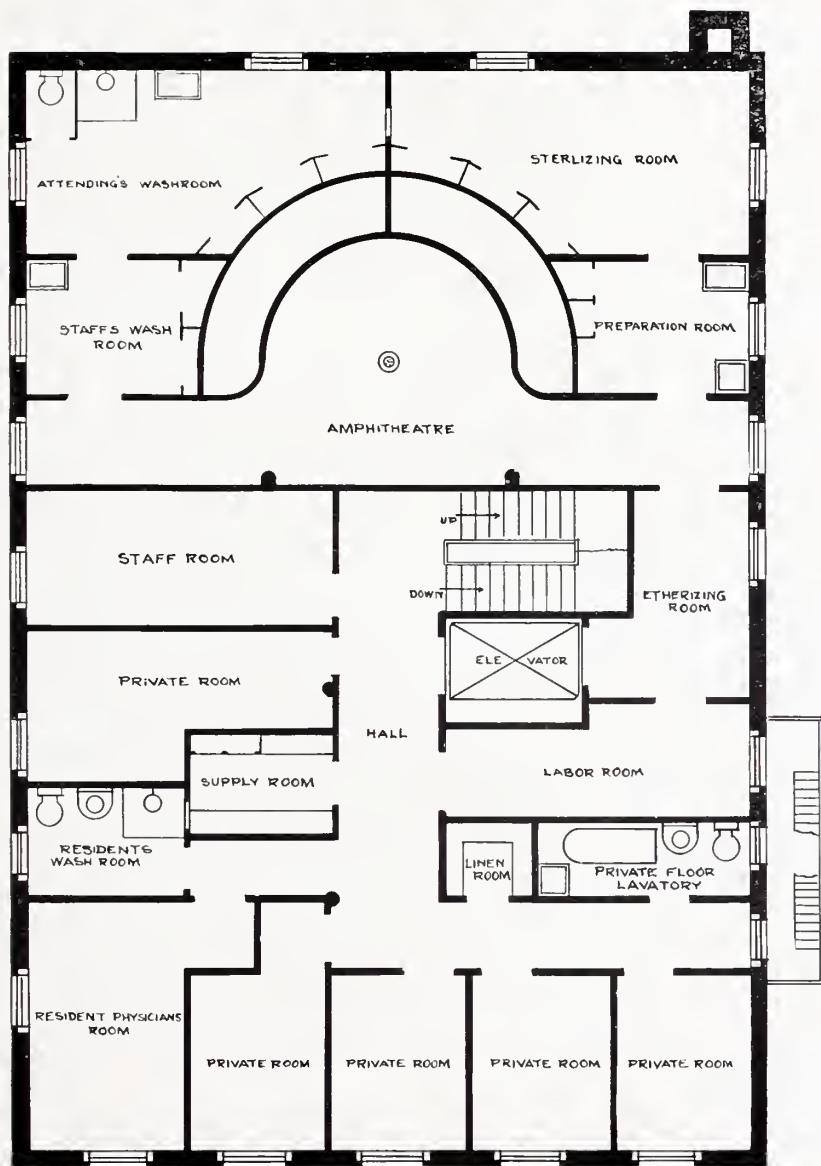 STERLIZING ROOM
ATTENDING'S WASHROOM
STAFFS WASH
ROOM
PREPARATION ROOM
AMPHITHEATRE
UP
STAFF ROOM
DOWN
ETHERIZING
ROOM
ELEVATOR
PRIVATE ROOM
HALL
LABOR ROOM
SUPPLY ROOM
RESIDENTS
WASH ROOM
LINEN
ROOM
PRIVATE FLOOR
LAVATORY
RESIDENT PHYSICIANS
ROOM
PRIVATE ROOM
PRIVATE ROOM
PRIVATE ROOM
PRIVATE ROOM